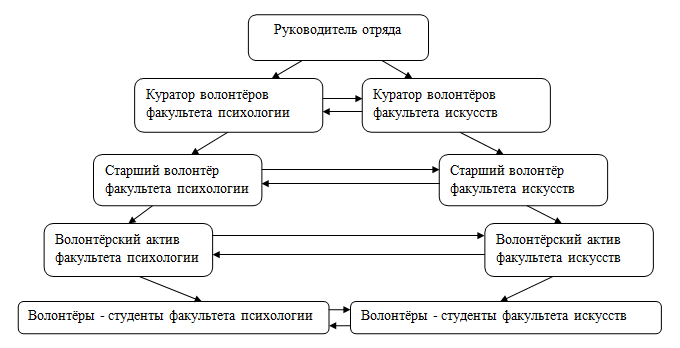 Руководитель отряда
Куратор волонтёров
факультета психологии
Куратор волонтёров
факультета искусств
Старший волонтёр
факультета психологии
Старший волонтёр
факультета искусств
Волонтёрский актив
факультета психологии
Волонтёрский актив
факультета искусств
Волонтёры - студенты факультета психологии
Волонтёры - студенты факультета искусств